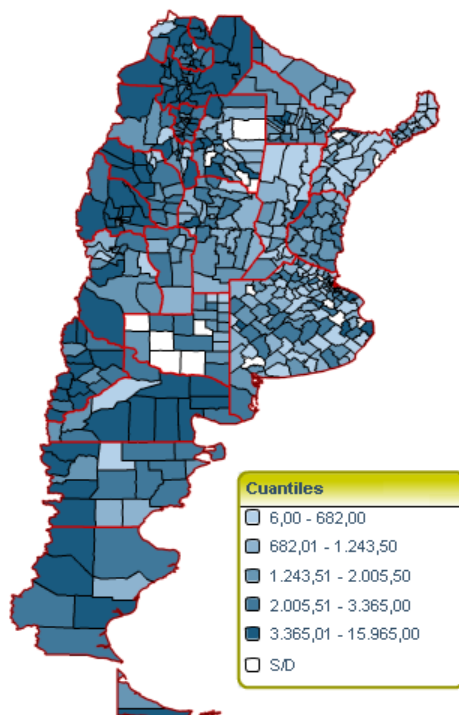 Cuantiles
6,00 - 682,00
682,01 - 1.243,50
1.243,51 - 2.005,50
2.005,51 - 3.365,00
3.365,01 - 15.965,00
S/D